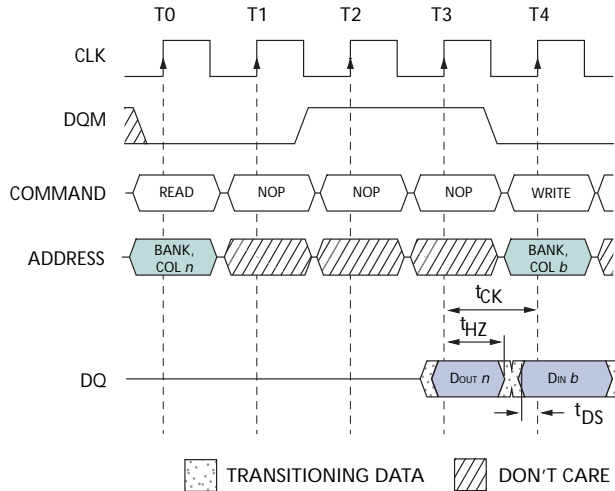 T0 T1 T2 T3 T4
CLK
DQM
COMMAND READ NOP NOP NOP WRITE
ADDRESS BANK, COL n BANK, COL b
tCK
tHZ
DQ DOUT n DIN b
tDS
TRANSITIONING DATA DON'T CARE